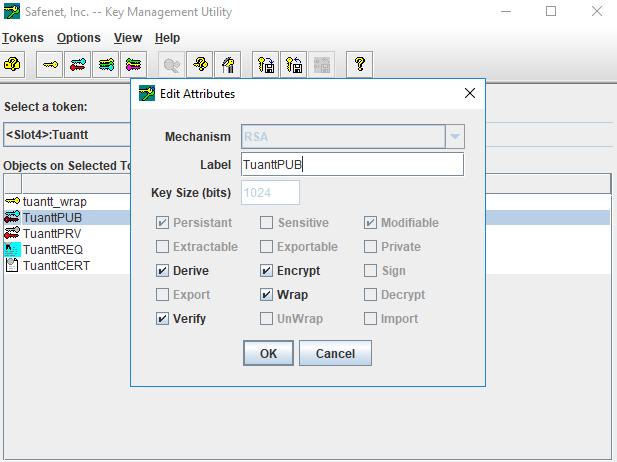 Safenet, Inc. -- Key Management Utility
Tokens Options View Help
Select a token:
<Slot4>:Tuantt
Objects on Selected To
tuantt_wrap
TuanttPUB
TuanttPRV
TuanttREQ
TuanttCERT
Edit Attributes
Mechanism RSA
Label TuanttPUB
Key Size (bits) 1024
Persistant Sensitive Modifiable
Extractable Exportable Private
Derive Encrypt Sign
Export Wrap Decrypt
Verify UnWrap Import
OK Cancel